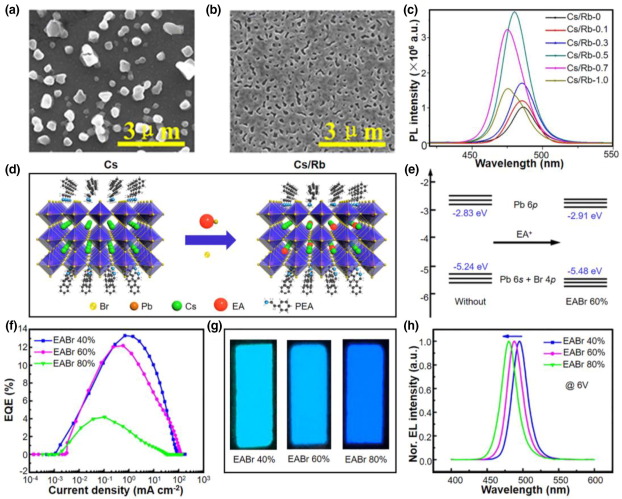 (a)
3 μm
Cs
(b)
3 μm
Cs/Rb
(c)
PL intensity (×10⁶ a.u.)
3
2
1
0
450
500
550
Wavelength (nm)
Cs/Rb-0
Cs/Rb-0.1
Cs/Rb-0.3
Cs/Rb-0.5
Cs/Rb-0.7
Cs/Rb-1.0
(d)
Br
Pb
Cs
EA
PEA
(e)
-2
-3
-4
-5
-6
Pb 6p
-2.83 eV
-2.91 eV
EA⁺
-5.24 eV
-5.48 eV
Pb 6s + Br 4p
Without
EABr 60%
(f)
EQE (%)
14
12
10
8
6
4
2
0
EABr 40%
EABr 60%
EABr 80%
10⁻⁴
10⁻³
10⁻²
10⁻¹
10⁰
10¹
10²
10³
Current density (mA cm⁻²)
(g)
EABr 40%
EABr 60%
EABr 80%
(h)
Nor. EL intensity (a.u.)
1.0
0.8
0.6
0.4
0.2
0.0
EABr 40%
EABr 60%
EABr 80%
@ 6V
400
450
500
550
600
Wavelength (nm)